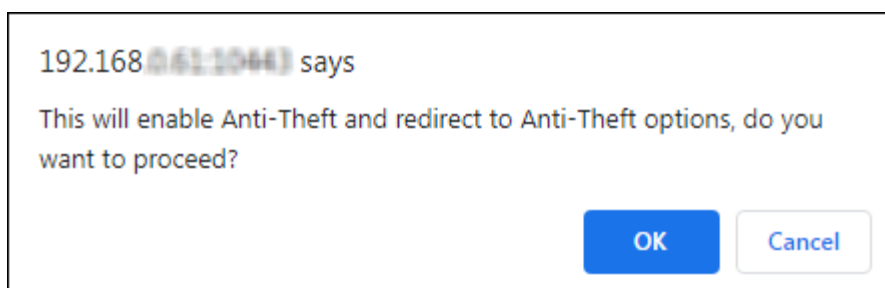 192.168 says
This will enable Anti-Theft and redirect to Anti-Theft options, do you
want to proceed?
OK Cancel